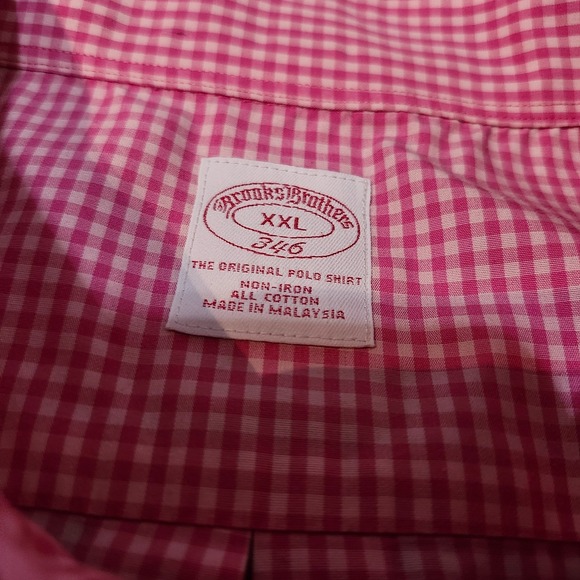 Brooks Brothers
XXL
346
THE ORIGINAL POLO SHIRT
NON-IRON
ALL COTTON
MADE IN MALAYSIA